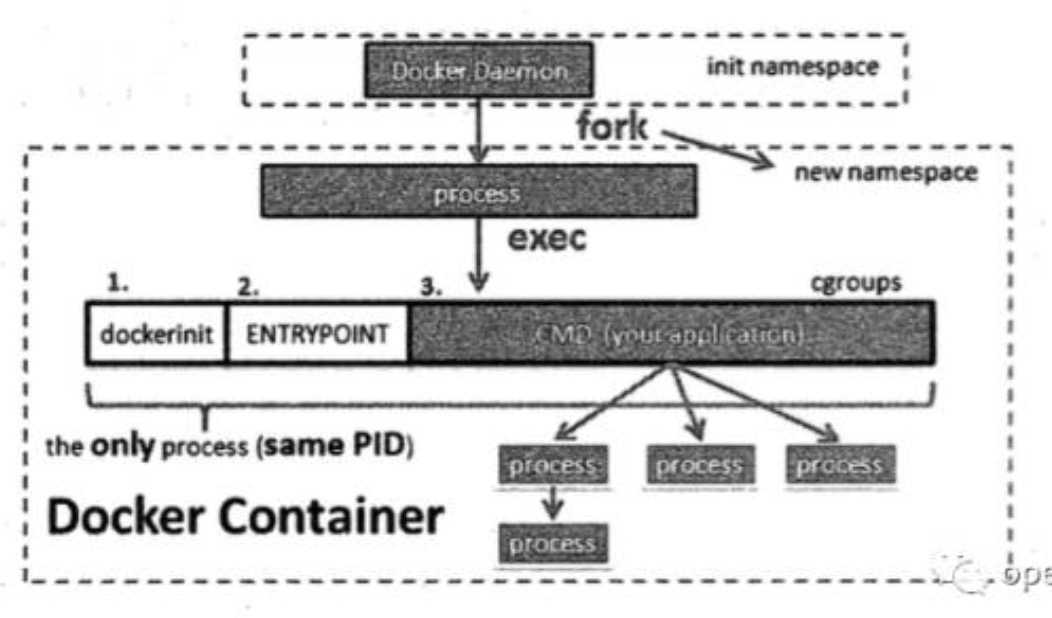 Docker Daemon
init namespace
fork
new namespace
process
exec
1.
2.
3.
cgroups
dockerinit
ENTRYPOINT
CMD (your application)
the only process (same PID)
process
process
process
Docker Container
process
ope